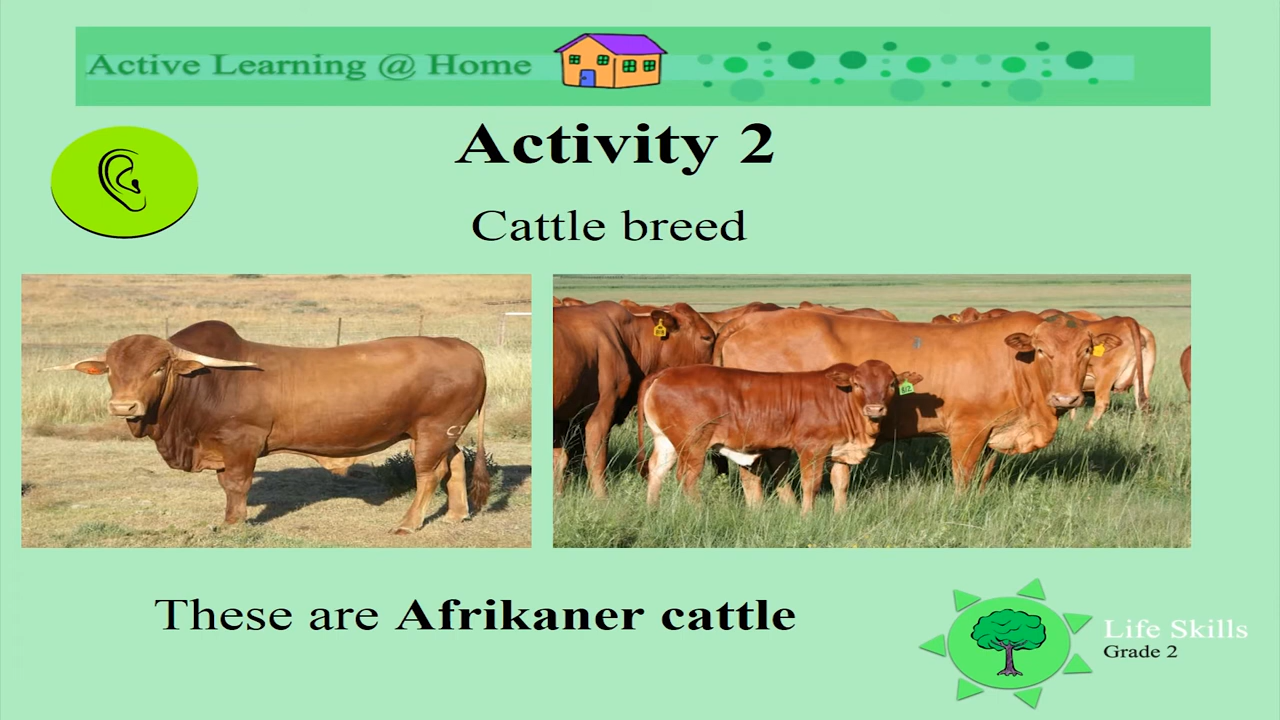 Active Learning @ Home
Activity 2
Cattle breed
These are Afrikaner cattle
Life Skills
Grade 2